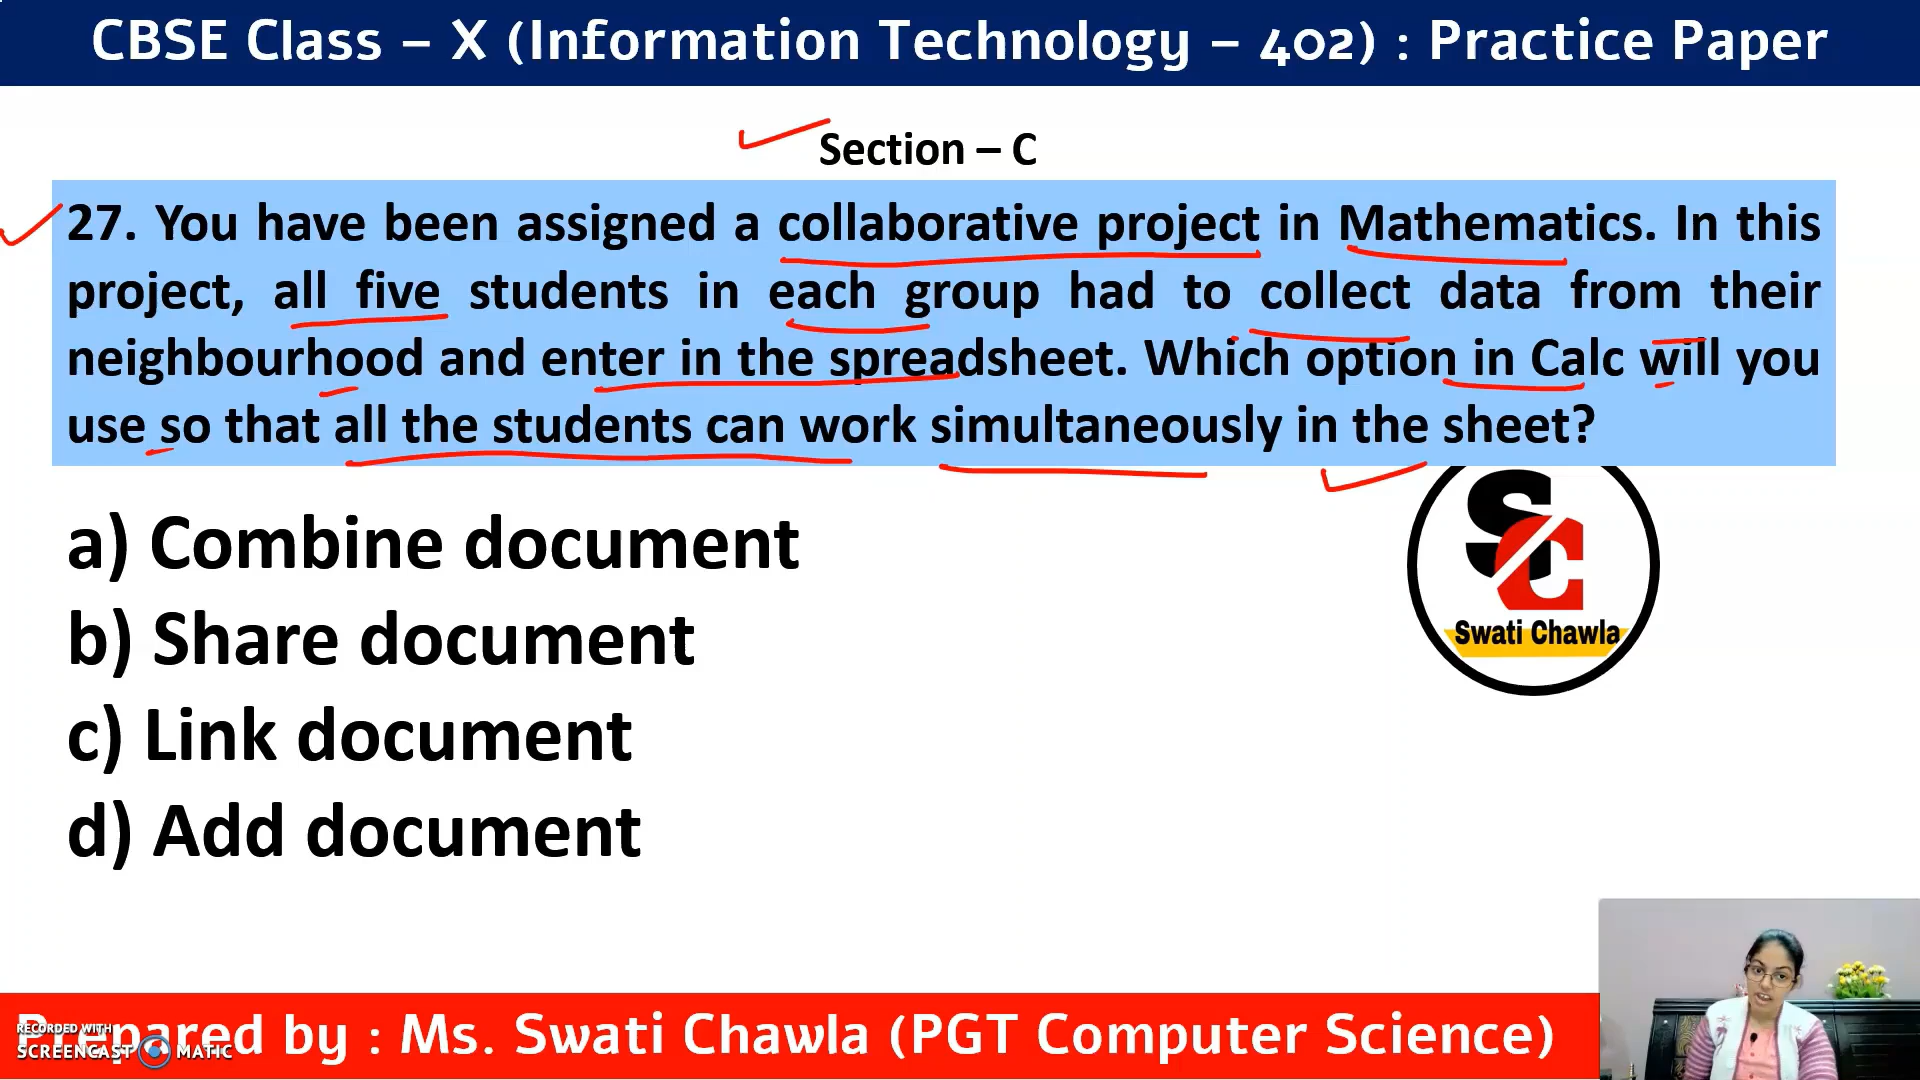 CBSE Class – X (Information Technology – 402) : Practice Paper
Section – C
27. You have been assigned a collaborative project in Mathematics. In this
project, all five students in each group had to collect data from their
neighbourhood and enter in the spreadsheet. Which option in Calc will you
use so that all the students can work simultaneously in the sheet?
a) Combine document
b) Share document
c) Link document
d) Add document
SC
Swati Chawla
Prepared by : Ms. Swati Chawla (PGT Computer Science)
RECORDED WITH
SCREENCAST MATIC